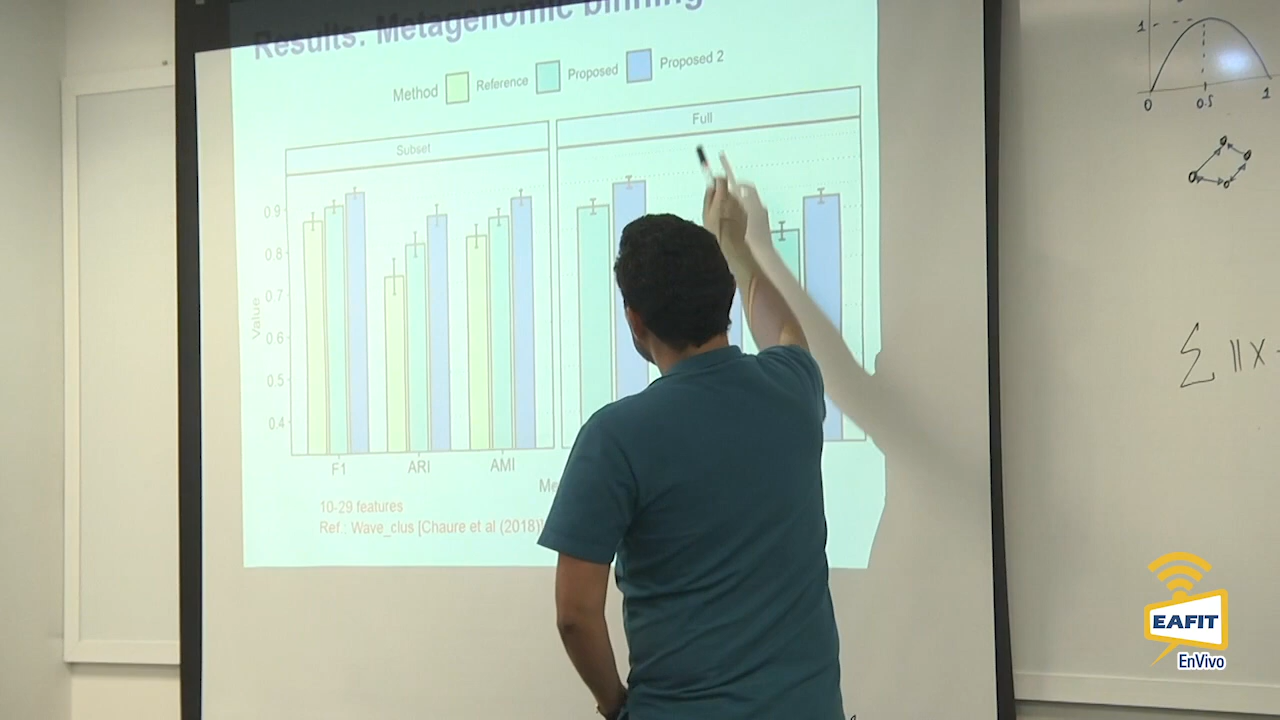 Results: Metagenomic binning
Method Reference Proposed Proposed 2
Subset
Full
Value
0.9
0.8
0.7
0.6
0.5
0.4
F1 ARI AMI
10-29 features
Ref.: Wave_clus [Chaure et al (2018)]
1
0 0.5 1
∑ ||X -
EAFIT
EnVivo